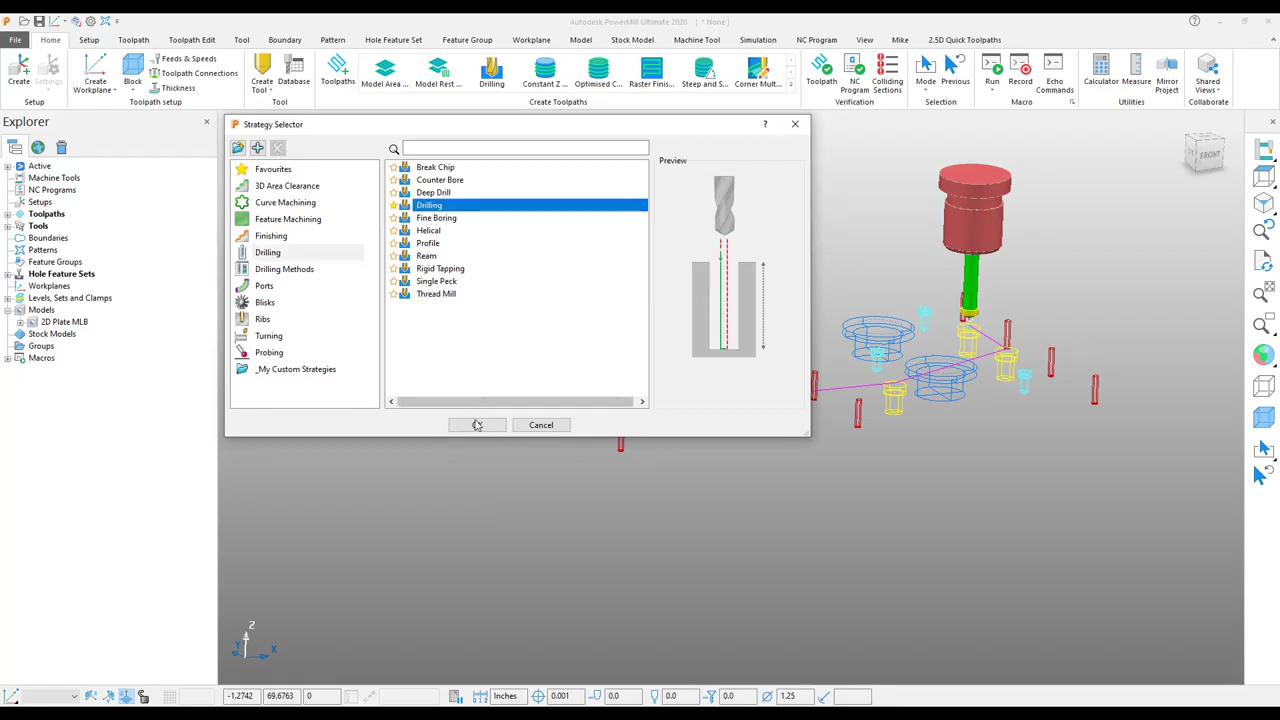 Autodesk PowerMill Ultimate 2020    [ * None ]
File Home Setup Toolpath Toolpath Edit Tool Boundary Pattern Hole Feature Set Feature Group Workplane Model Stock Model Machine Tool Simulation NC Program View Mike 2.5D Quick Toolpaths
Create Settings Create Workplane Block Feeds & Speeds Toolpath Connections Thickness Create Tool Database Toolpaths Model Area ... Model Rest ... Drilling Constant Z ... Optimised C... Raster Finis... Steep and S... Corner Mult... Toolpath NC Program Colliding Sections Mode Previous Run Record Echo Commands Calculator Measure Mirror Project Shared Views
Setup Toolpath setup Tool Create Toolpaths Verification Selection Macro Utilities Collaborate
Explorer
Active
Machine Tools
NC Programs
Setups
Toolpaths
Tools
Boundaries
Patterns
Feature Groups
Hole Feature Sets
Workplanes
Levels, Sets and Clamps
Models
2D Plate MLB
Stock Models
Groups
Macros
Strategy Selector ?
Favourites
3D Area Clearance
Curve Machining
Feature Machining
Finishing
Drilling
Drilling Methods
Ports
Blisks
Ribs
Turning
Probing
_My Custom Strategies
Break Chip
Counter Bore
Deep Drill
Drilling
Fine Boring
Helical
Profile
Ream
Rigid Tapping
Single Peck
Thread Mill
Preview
Cancel
FRONT
Z
Y X
-1.2742 69.6763 0 Inches 0.001 0.0 0.0 0.0 1.25